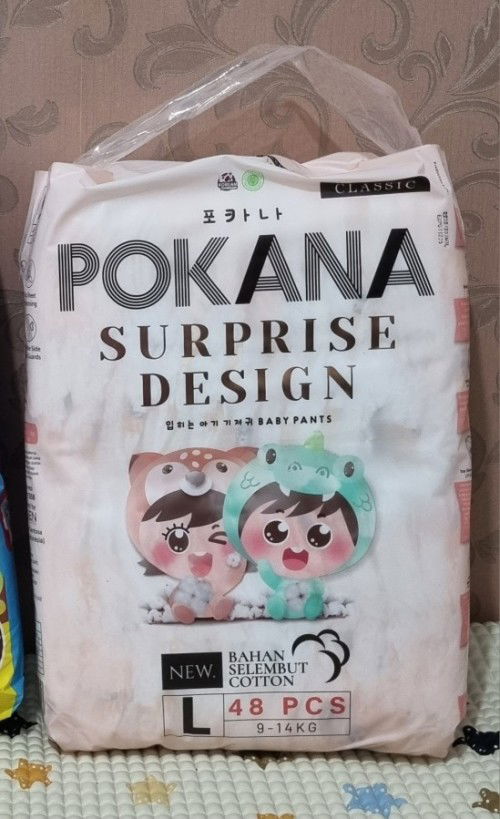 CLASSIC
포카나
POKANA
SURPRISE
DESIGN
입히는 아기 기저귀 BABY PANTS
NEW.
BAHAN
SELEMBUT
COTTON
L
48 PCS
9-14KG